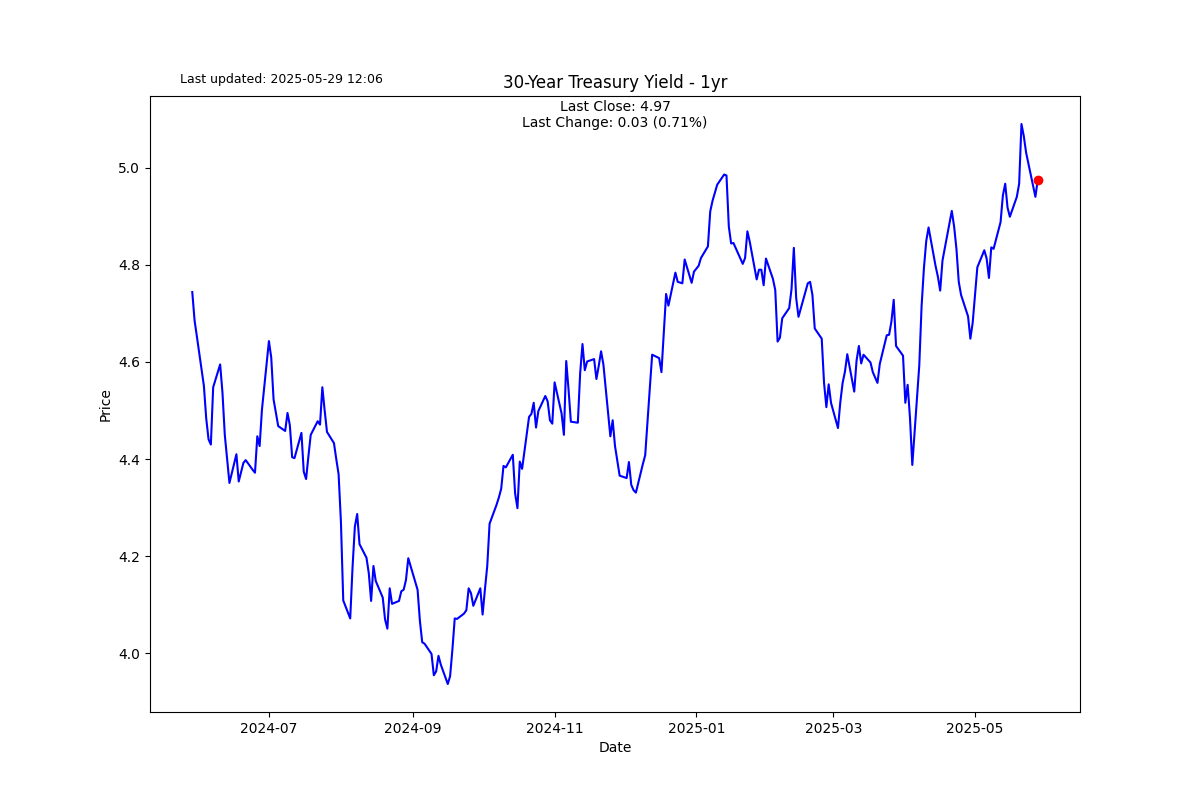 Last updated: 2025-05-29 12:06
30-Year Treasury Yield - 1yr
Last Close: 4.97
Last Change: 0.03 (0.71%)
5.0
4.8
4.6
4.4
4.2
4.0
Price
2024-07
2024-09
2024-11
2025-01
2025-03
2025-05
Date